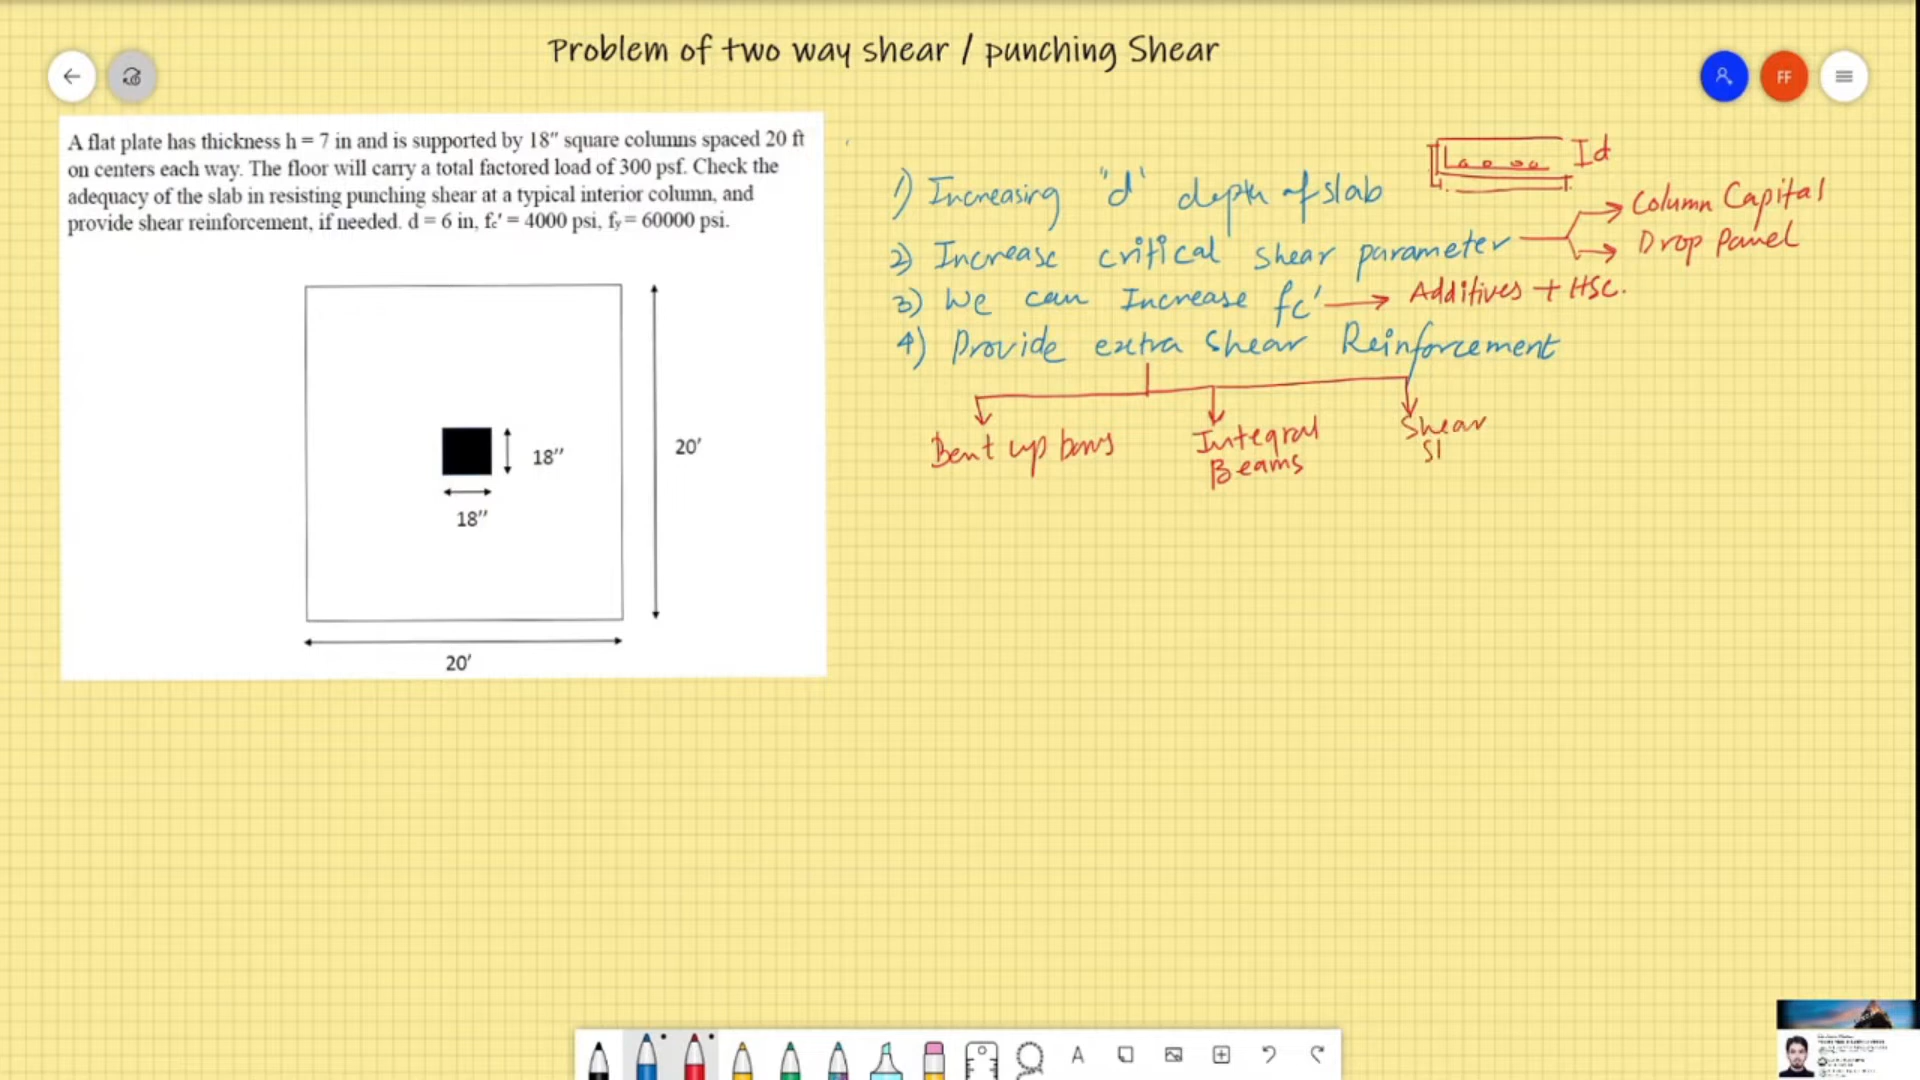 Problem of two way shear / punching Shear
FF
A flat plate has thickness h = 7 in and is supported by 18″ square columns spaced 20 ft
on centers each way. The floor will carry a total factored load of 300 psf. Check the
adequacy of the slab in resisting punching shear at a typical interior column, and
provide shear reinforcement, if needed. d = 6 in, fc′ = 4000 psi, fy = 60000 psi.
18″
18″
20′
20′
1) Increasing "d" depth of slab
d
2) Increase critical shear parameter
Column Capital
Drop Panel
3) We can Increase fc′ → Additives + HSC.
4) Provide extra Shear Reinforcement
Bent up bars
Integral
Beams
Shear
S
A